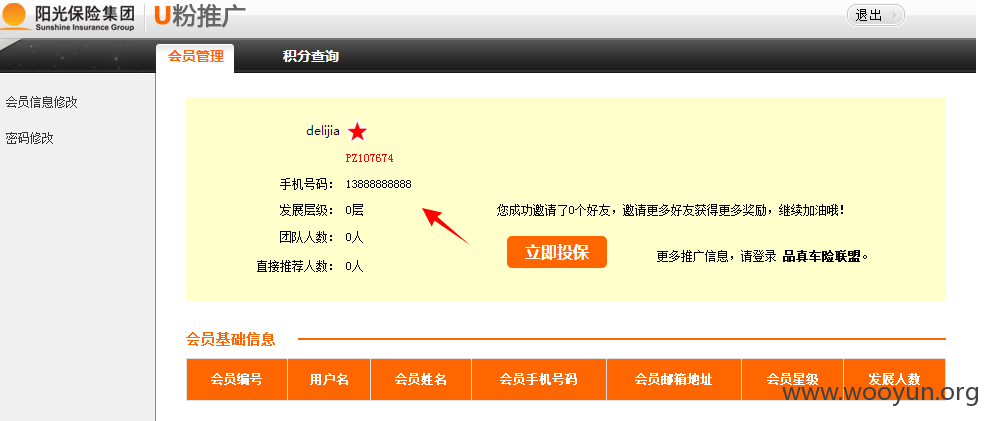 阳光保险集团
Sunshine Insurance Group
U粉推广
退出
会员管理 积分查询
会员信息修改
密码修改
delijia
PZ107674
手机号码： 13888888888
发展层级： 0层
您成功邀请了0个好友，邀请更多好友获得更多奖励，继续加油哦!
团队人数： 0人
立即投保
更多推广信息，请登录 品真车险联盟。
直接推荐人数： 0人
会员基础信息
会员编号 用户名 会员姓名 会员手机号码 会员邮箱地址 会员星级 发展人数
www.wooyun.org